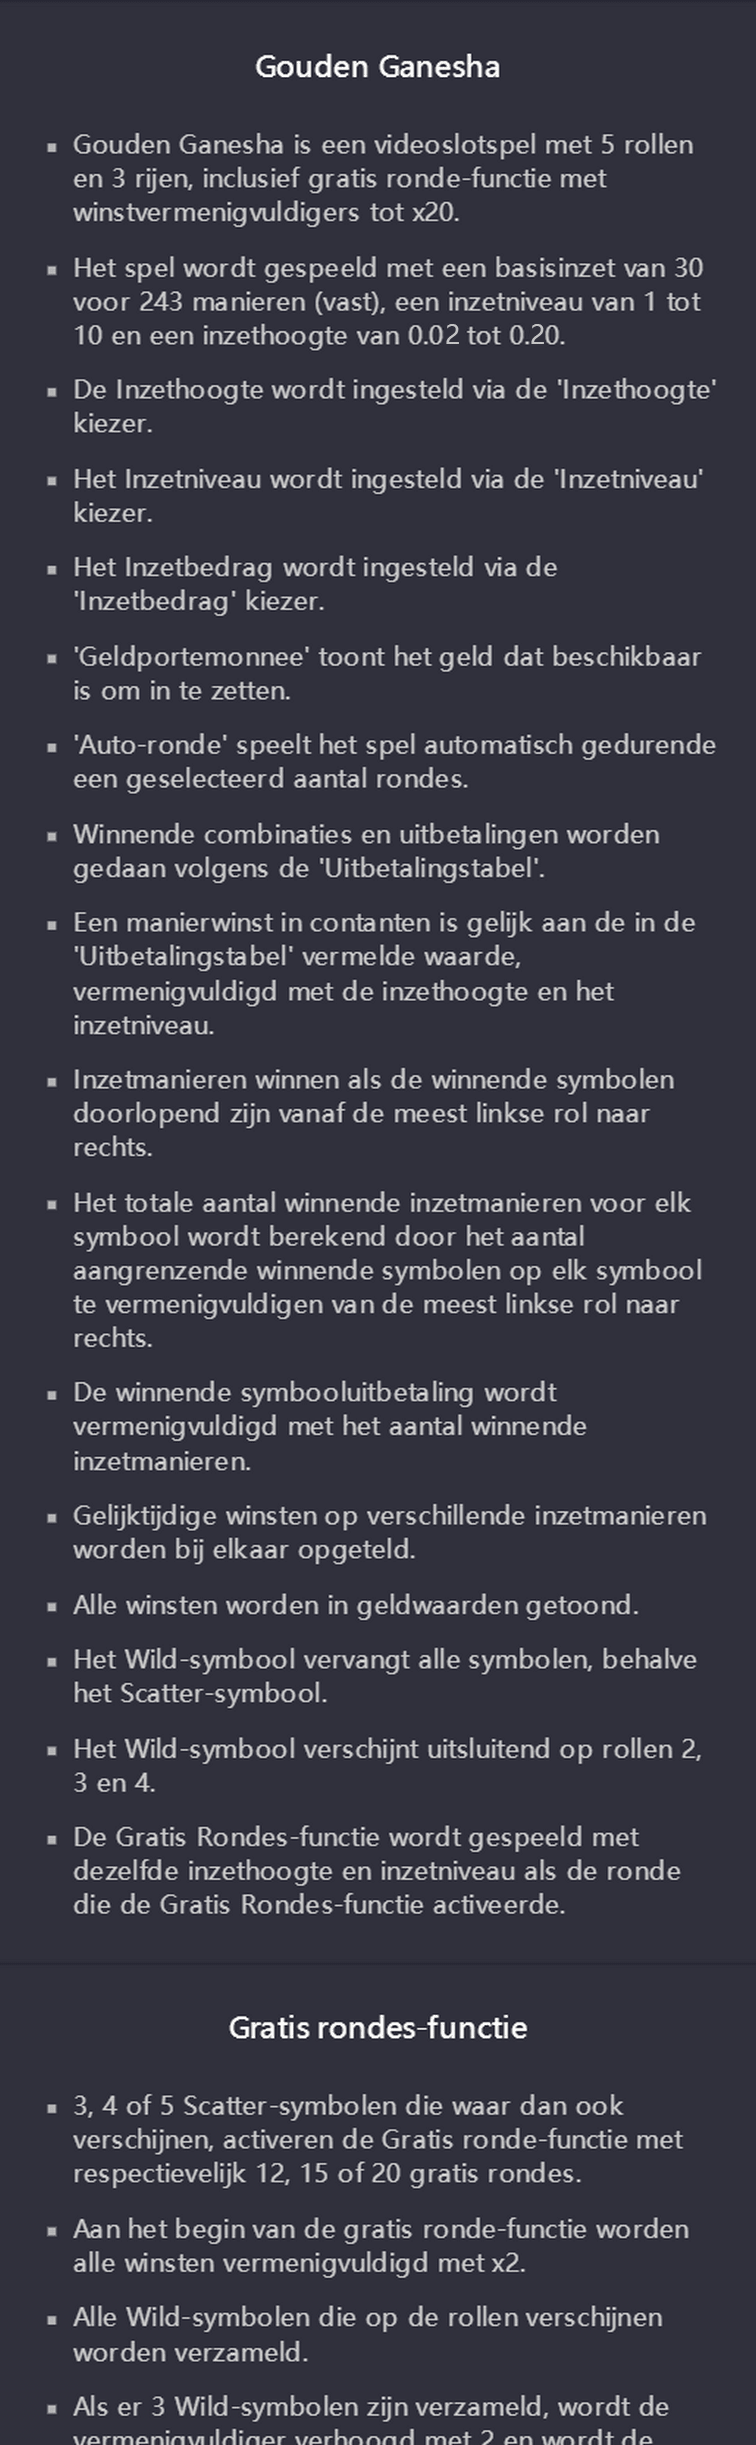 Gouden Ganesha
▪ Gouden Ganesha is een videoslotspel met 5 rollen
en 3 rijen, inclusief gratis ronde-functie met
winstvermenigvuldigers tot x20.
▪ Het spel wordt gespeeld met een basisinzet van 30
voor 243 manieren (vast), een inzetniveau van 1 tot
10 en een inzethoogte van 0.02 tot 0.20.
▪ De Inzethoogte wordt ingesteld via de 'Inzethoogte'
kiezer.
▪ Het Inzetniveau wordt ingesteld via de 'Inzetniveau'
kiezer.
▪ Het Inzetbedrag wordt ingesteld via de
'Inzetbedrag' kiezer.
▪ 'Geldportemonnee' toont het geld dat beschikbaar
is om in te zetten.
▪ 'Auto-ronde' speelt het spel automatisch gedurende
een geselecteerd aantal rondes.
▪ Winnende combinaties en uitbetalingen worden
gedaan volgens de 'Uitbetalingstabel'.
▪ Een manierwinst in contanten is gelijk aan de in de
'Uitbetalingstabel' vermelde waarde,
vermenigvuldigd met de inzethoogte en het
inzetniveau.
▪ Inzetmanieren winnen als de winnende symbolen
doorlopend zijn vanaf de meest linkse rol naar
rechts.
▪ Het totale aantal winnende inzetmanieren voor elk
symbool wordt berekend door het aantal
aangrenzende winnende symbolen op elk symbool
te vermenigvuldigen van de meest linkse rol naar
rechts.
▪ De winnende symbooluitbetaling wordt
vermenigvuldigd met het aantal winnende
inzetmanieren.
▪ Gelijktijdige winsten op verschillende inzetmanieren
worden bij elkaar opgeteld.
▪ Alle winsten worden in geldwaarden getoond.
▪ Het Wild-symbool vervangt alle symbolen, behalve
het Scatter-symbool.
▪ Het Wild-symbool verschijnt uitsluitend op rollen 2,
3 en 4.
▪ De Gratis Rondes-functie wordt gespeeld met
dezelfde inzethoogte en inzetniveau als de ronde
die de Gratis Rondes-functie activeerde.
Gratis rondes-functie
▪ 3, 4 of 5 Scatter-symbolen die waar dan ook
verschijnen, activeren de Gratis ronde-functie met
respectievelijk 12, 15 of 20 gratis rondes.
▪ Aan het begin van de gratis ronde-functie worden
alle winsten vermenigvuldigd met x2.
▪ Alle Wild-symbolen die op de rollen verschijnen
worden verzameld.
▪ Als er 3 Wild-symbolen zijn verzameld, wordt de
vermenigvuldiger verhoogd met 2 en wordt de